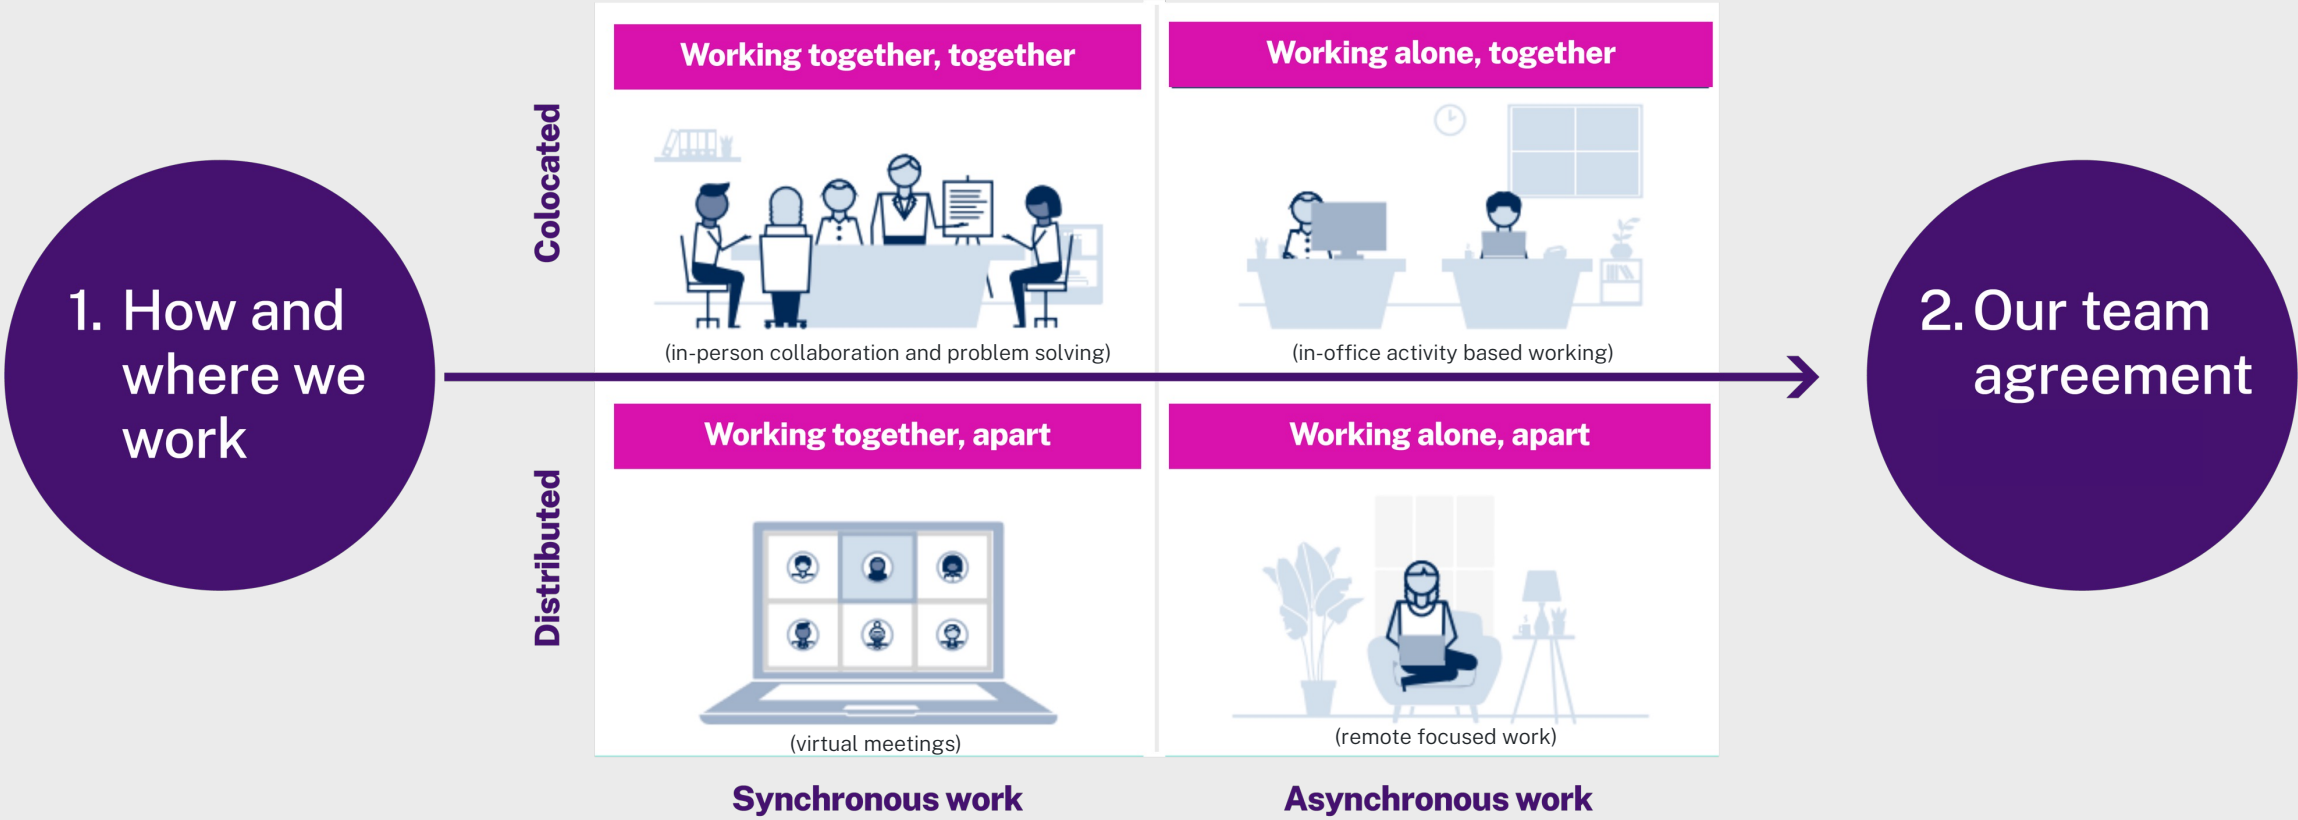 1. How and
where we
work
Colocated
Working together, together
(in-person collaboration and problem solving)
Working alone, together
(in-office activity based working)
Distributed
Working together, apart
(virtual meetings)
Working alone, apart
(remote focused work)
Synchronous work
Asynchronous work
2. Our team
agreement